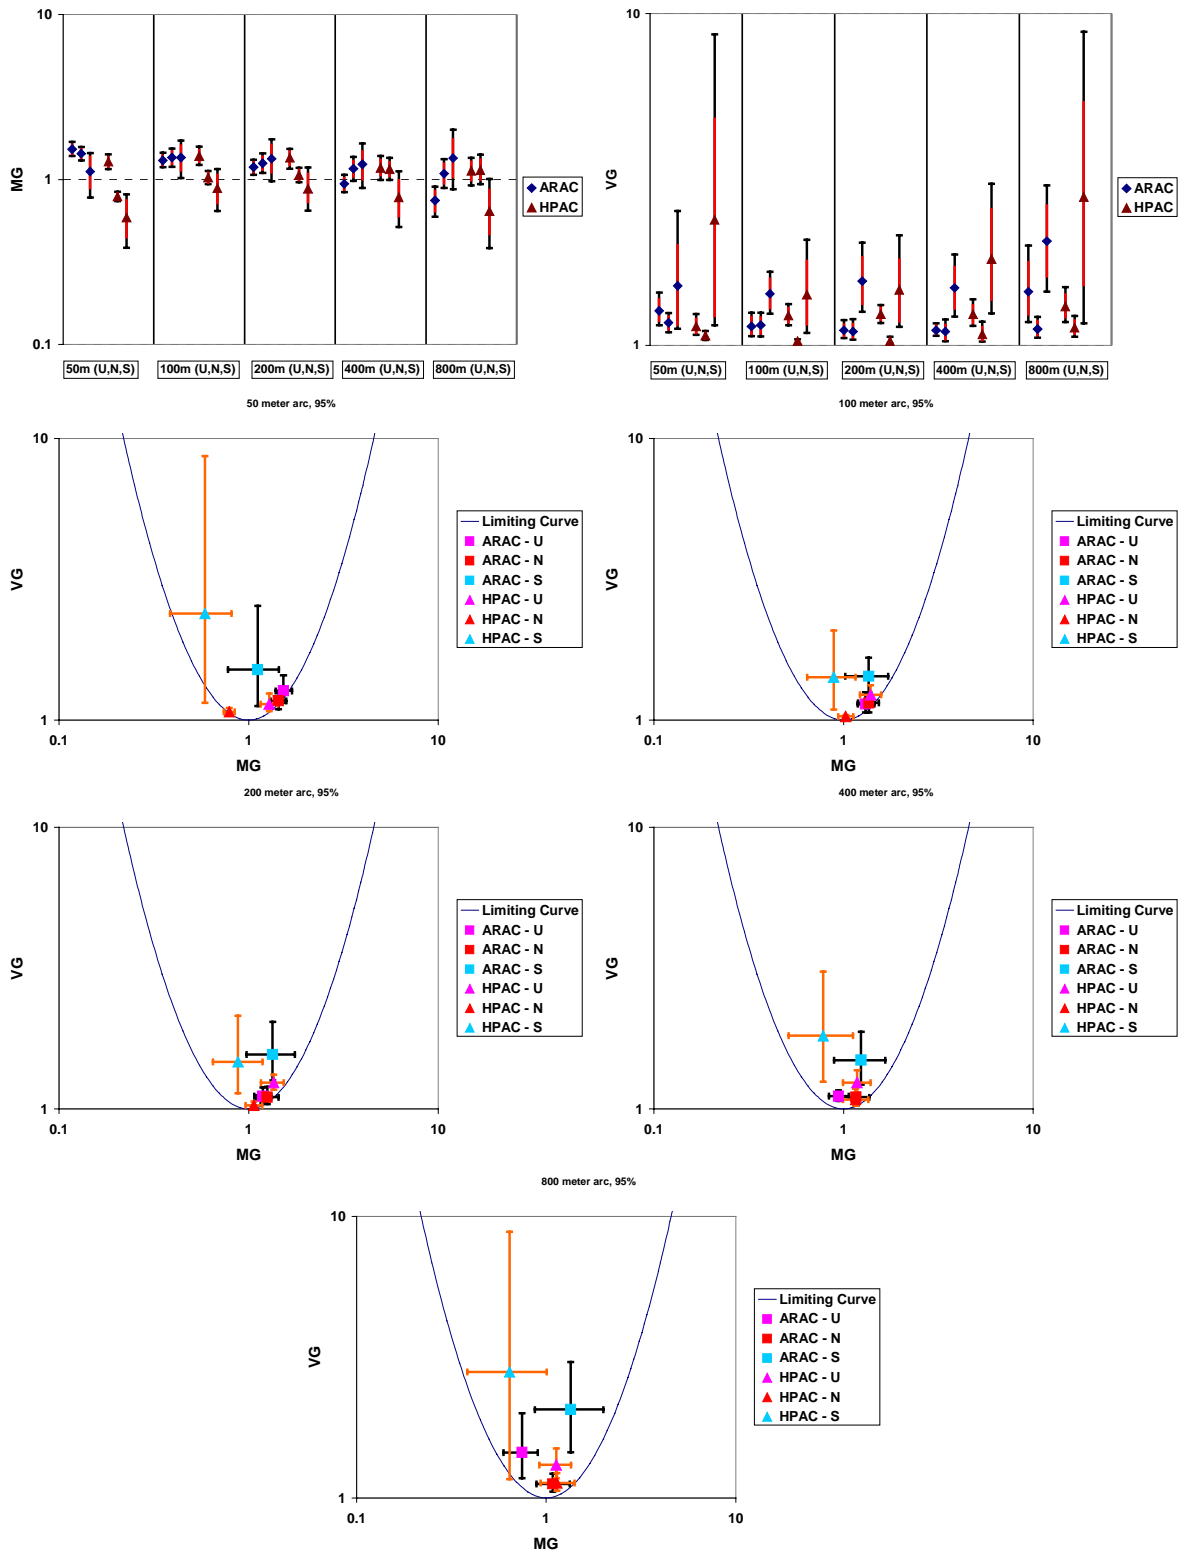 10
1
0.1
MG
50m (U,N,S)
100m (U,N,S)
200m (U,N,S)
400m (U,N,S)
800m (U,N,S)
ARAC
HPAC
10
1
VG
50m (U,N,S)
100m (U,N,S)
200m (U,N,S)
400m (U,N,S)
800m (U,N,S)
ARAC
HPAC
50 meter arc, 95%
10
1
VG
0.1
1
10
MG
Limiting Curve
ARAC - U
ARAC - N
ARAC - S
HPAC - U
HPAC - N
HPAC - S
100 meter arc, 95%
10
1
VG
0.1
1
10
MG
Limiting Curve
ARAC - U
ARAC - N
ARAC - S
HPAC - U
HPAC - N
HPAC - S
200 meter arc, 95%
10
1
VG
0.1
1
10
MG
Limiting Curve
ARAC - U
ARAC - N
ARAC - S
HPAC - U
HPAC - N
HPAC - S
400 meter arc, 95%
10
1
VG
0.1
1
10
MG
Limiting Curve
ARAC - U
ARAC - N
ARAC - S
HPAC - U
HPAC - N
HPAC - S
800 meter arc, 95%
10
1
VG
0.1
1
10
MG
Limiting Curve
ARAC - U
ARAC - N
ARAC - S
HPAC - U
HPAC - N
HPAC - S